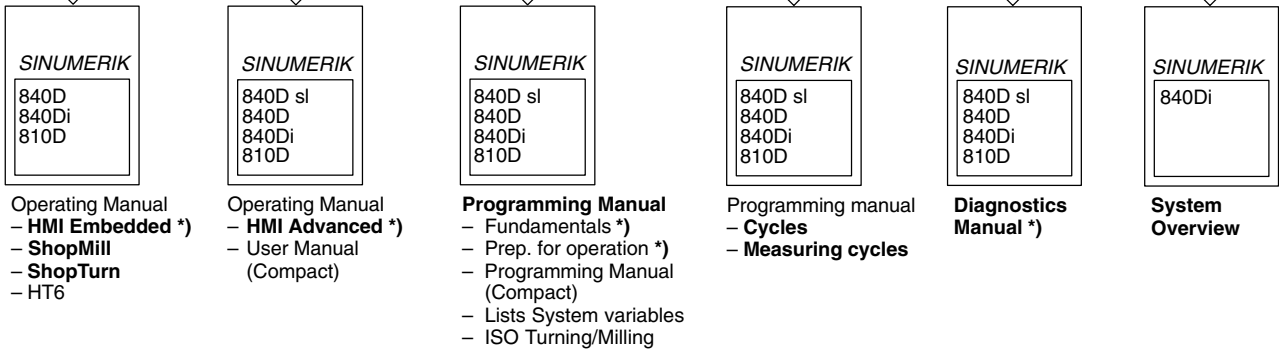 SINUMERIK
840D
840Di
810D
Operating Manual
– HMI Embedded *)
– ShopMill
– ShopTurn
– HT6
SINUMERIK
840D sl
840D
840Di
810D
Operating Manual
– HMI Advanced *)
– User Manual
(Compact)
SINUMERIK
840D sl
840D
840Di
810D
Programming Manual
– Fundamentals *)
– Prep. for operation *)
– Programming Manual
(Compact)
– Lists System variables
– ISO Turning/Milling
SINUMERIK
840D sl
840D
840Di
810D
Programming manual
– Cycles
– Measuring cycles
SINUMERIK
840D sl
840D
840Di
810D
Diagnostics
Manual *)
SINUMERIK
840Di
System
Overview